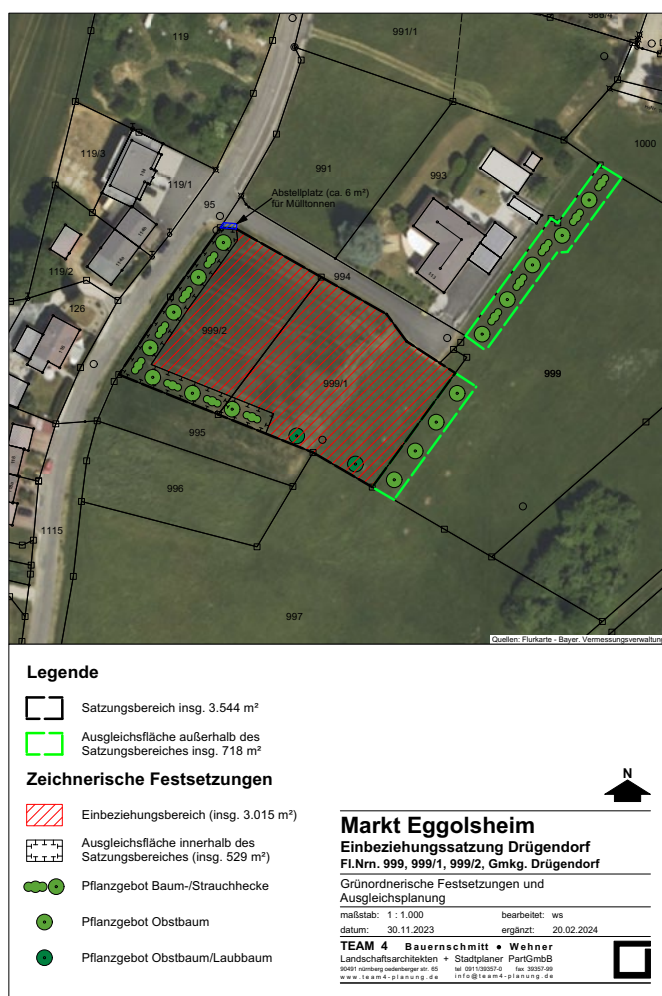 119
991/1
986/4
1000
119/3
119/1
991
993
95
Abstellplatz (ca. 6 m²)
für Mülltonnen
119/2
994
126
999/2
999/1
999
995
996
1115
997
Quellen: Flurkarte - Bayer. Vermessungsverwaltung
Legende
Satzungsbereich insg. 3.544 m²
Ausgleichsfläche außerhalb des
Satzungsbereiches insg. 718 m²
Zeichnerische Festsetzungen
Einbeziehungsbereich (insg. 3.015 m²)
Ausgleichsfläche innerhalb des
Satzungsbereiches (insg. 529 m²)
Pflanzgebot Baum-/Strauchhecke
Pflanzgebot Obstbaum
Pflanzgebot Obstbaum/Laubbaum
N
Markt Eggolsheim
Einbeziehungssatzung Drügendorf
Fl.Nrn. 999, 999/1, 999/2, Gmkg. Drügendorf
Grünordnerische Festsetzungen und
Ausgleichsplanung
maßstab: 1 : 1.000 bearbeitet: ws
datum: 30.11.2023 ergänzt: 20.02.2024
TEAM 4 Bauernschmitt • Wehner
Landschaftsarchitekten + Stadtplaner PartGmbB
90491 nürnberg oedenberger str. 65 tel 0911/39357-0 fax 39357-99
www.team4-planung.de info@team4-planung.de